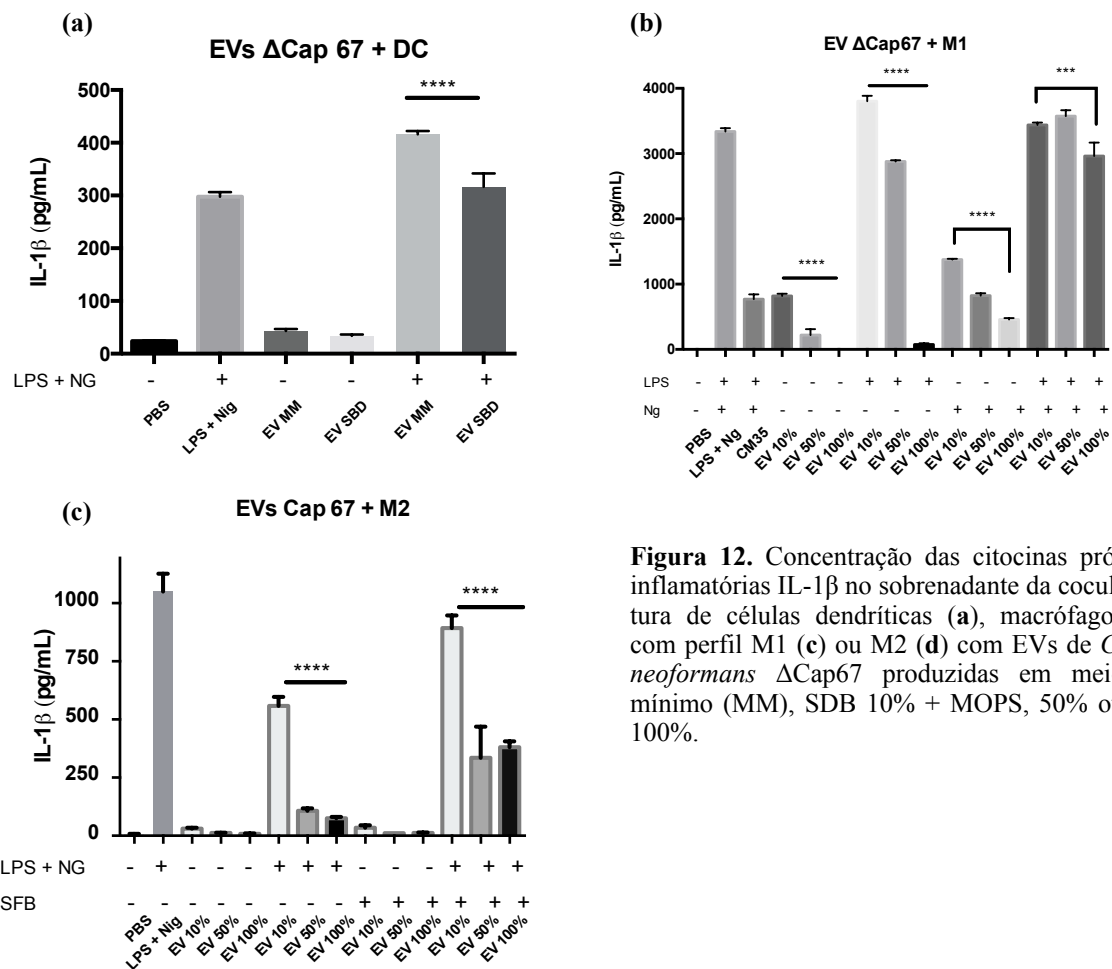 (a)
EVs ΔCap 67 + DC
****
500
400
300
200
100
0
IL-1β (pg/mL)
LPS + NG - + - - + +
PBS LPS + Nig EV MM EV SBD EV MM EV SBD
(b)
EV ΔCap67 + M1
**** ***
****
****
4000
3000
2000
1000
0
IL-1β (pg/mL)
LPS - + + - - - + + + - - - + + +
Ng - + + - - - - - - + + + + + +
PBS LPS + Ng CM35 EV 10% EV 50% EV 100% EV 10% EV 50% EV 100% EV 10% EV 50% EV 100% EV 10% EV 50% EV 100%
(c)
EVs Cap 67 + M2
****
****
1000
750
500
250
0
IL-1β (pg/mL)
LPS + NG - + - - - + + + - - - + + +
SFB - - - - - - - - + + + + + +
PBS LPS + Nig EV 10% EV 50% EV 100% EV 10% EV 50% EV 100% EV 10% EV 50% EV 100% EV 10% EV 50% EV 100%
Figura 12. Concentração das citocinas pró
inflamatórias IL-1β no sobrenadante da cocul
tura de células dendríticas (a), macrófago
com perfil M1 (c) ou M2 (d) com EVs de C
neoformans ΔCap67 produzidas em mei
mínimo (MM), SDB 10% + MOPS, 50% o
100%.